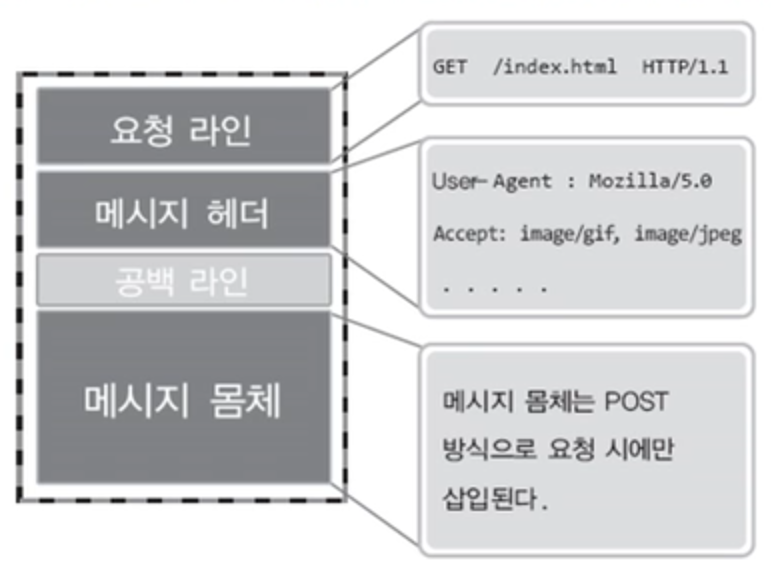 요청 라인
GET /index.html HTTP/1.1
메시지 헤더
User-Agent : Mozilla/5.0
Accept: image/gif, image/jpeg
. . . . .
공백 라인
메시지 몸체
메시지 몸체는 POST
방식으로 요청 시에만
삽입된다.